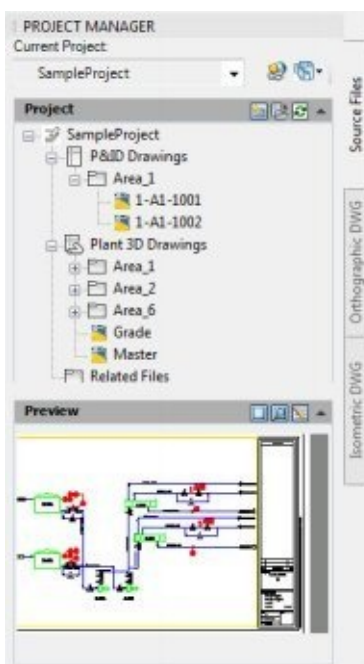 PROJECT MANAGER
Current Project:
SampleProject
Project
SampleProject
P&ID Drawings
Area_1
1-A1-1001
1-A1-1002
Plant 3D Drawings
Area_1
Area_2
Area_6
Grade
Master
Related Files
Preview
Source Files
Orthographic DWG
Isometric DWG